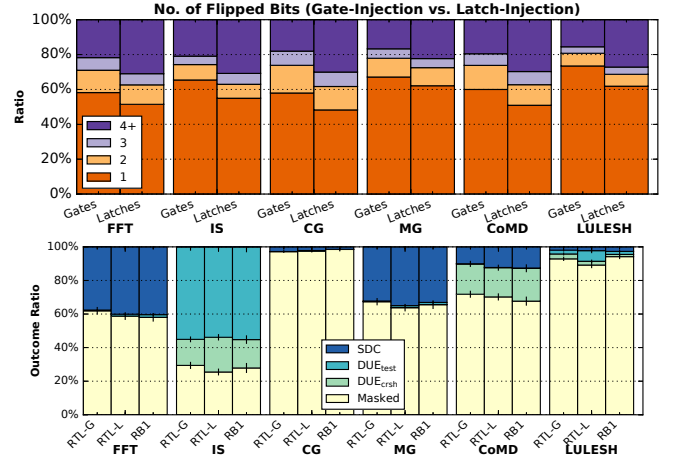 No. of Flipped Bits (Gate-Injection vs. Latch-Injection)
100%
80%
60%
40%
20%
0%
Ratio
4+
3
2
1
Gates Latches Gates Latches Gates Latches Gates Latches Gates Latches Gates Latches
FFT IS CG MG CoMD LULESH
100%
80%
60%
40%
20%
0%
Outcome Ratio
SDC
DUEtest
DUEcrsh
Masked
RTL-G RTL-L RB1 RTL-G RTL-L RB1 RTL-G RTL-L RB1 RTL-G RTL-L RB1 RTL-G RTL-L RB1 RTL-G RTL-L RB1
FFT IS CG MG CoMD LULESH